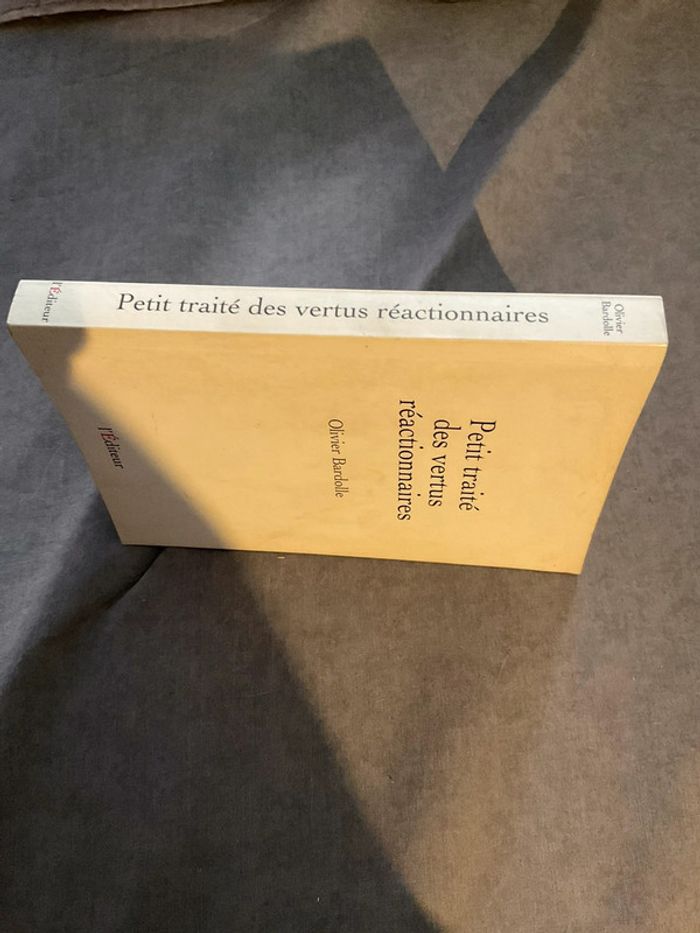 l'Éditeur
Petit traité des vertus réactionnaires
Olivier
Bardolle
Petit traité
des vertus
réactionnaires
Olivier Bardolle
l'Éditeur